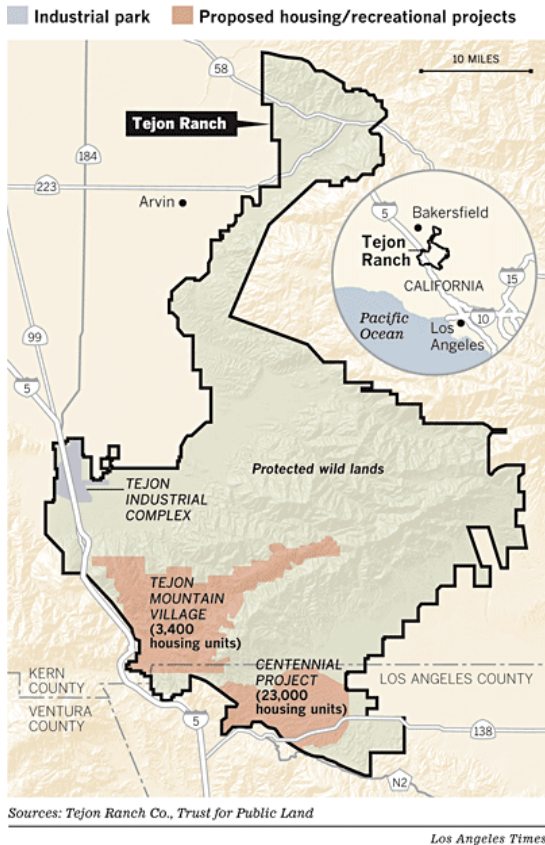 Industrial park
Proposed housing/recreational projects
10 MILES
58
Tejon Ranch
184
223
Arvin
5
Bakersfield
Tejon
Ranch
CALIFORNIA
15
Pacific
Ocean
10
Los
Angeles
99
5
Protected wild lands
TEJON
INDUSTRIAL
COMPLEX
TEJON
MOUNTAIN
VILLAGE
(3,400
housing units)
CENTENNIAL
PROJECT
(23,000
housing units)
KERN
COUNTY
LOS ANGELES COUNTY
VENTURA
COUNTY
5
138
N2
Sources: Tejon Ranch Co., Trust for Public Land
Los Angeles Times